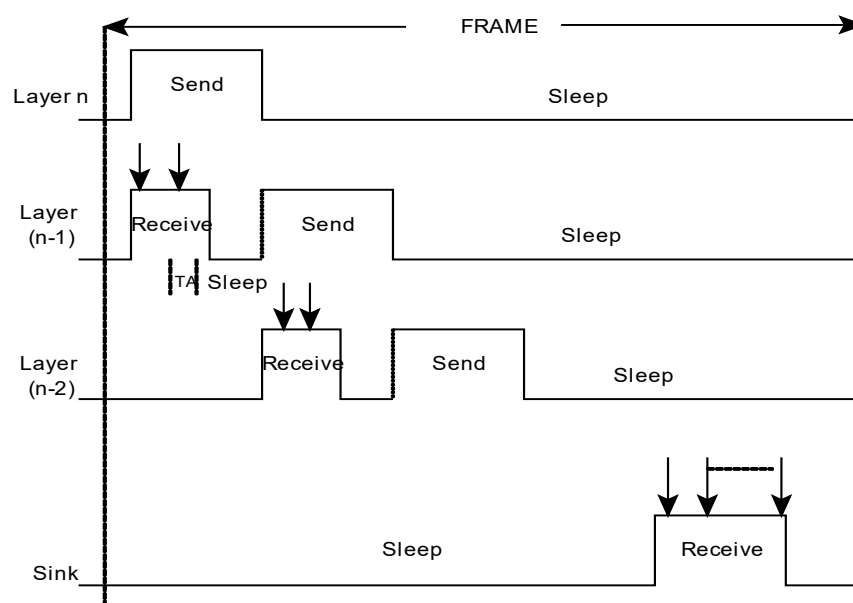 FRAME
Layer n
Send
Sleep
Layer
(n-1)
Receive
Send
Sleep
TA
Sleep
Layer
(n-2)
Receive
Send
Sleep
Sink
Sleep
Receive